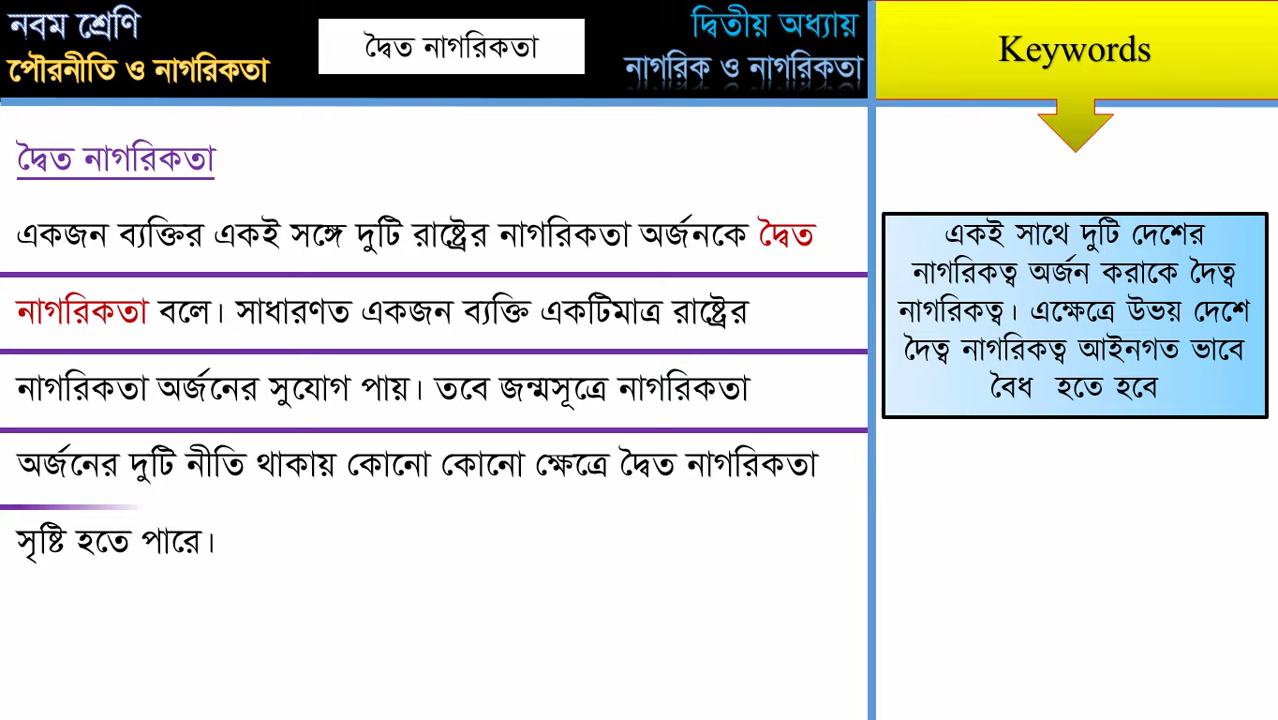 নবম শ্রেণি
পৌরনীতি ও নাগরিকতা
দ্বৈত নাগরিকতা
দ্বিতীয় অধ্যায়
নাগরিক ও নাগরিকতা
Keywords
দ্বৈত নাগরিকতা
একজন ব্যক্তির একই সঙ্গে দুটি রাষ্ট্রের নাগরিকতা অর্জনকে দ্বৈত
নাগরিকতা বলে। সাধারণত একজন ব্যক্তি একটিমাত্র রাষ্ট্রের
নাগরিকতা অর্জনের সুযোগ পায়। তবে জন্মসূত্রে নাগরিকতা
অর্জনের দুটি নীতি থাকায় কোনো কোনো ক্ষেত্রে দ্বৈত নাগরিকতা
সৃষ্টি হতে পারে।
একই সাথে দুটি দেশের
নাগরিকত্ব অর্জন করাকে দৈত্ব
নাগরিকত্ব। এক্ষেত্রে উভয় দেশে
দৈত্ব নাগরিকত্ব আইনগত ভাবে
বৈধ হতে হবে